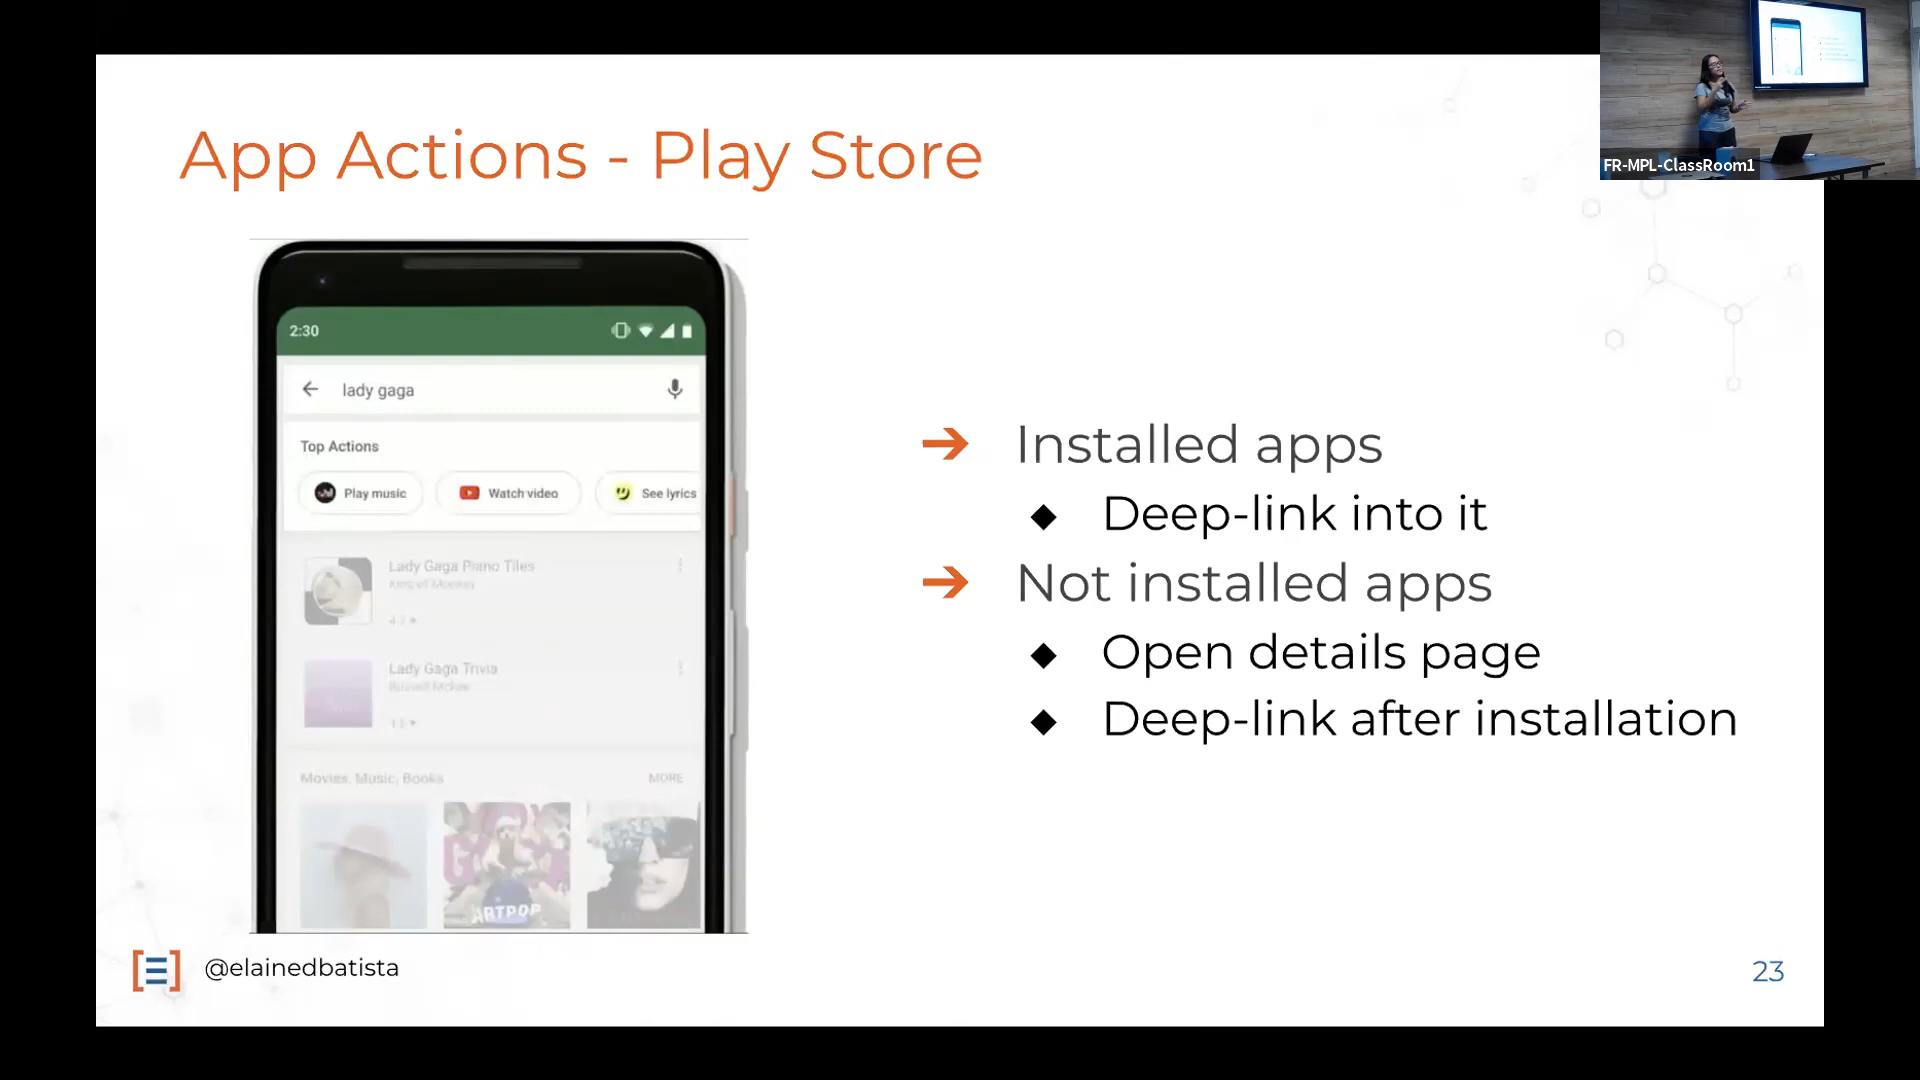 App Actions - Play Store
FR-MPL-ClassRoom1
2:30
lady gaga
Top Actions
Play music
Watch video
See lyrics
Lady Gaga Piano Tiles
Lady Gaga Trivia
Movies, Music, Books
MORE
ARTPOP
➔ Installed apps
◆ Deep-link into it
➔ Not installed apps
◆ Open details page
◆ Deep-link after installation
@elainedbatista
23